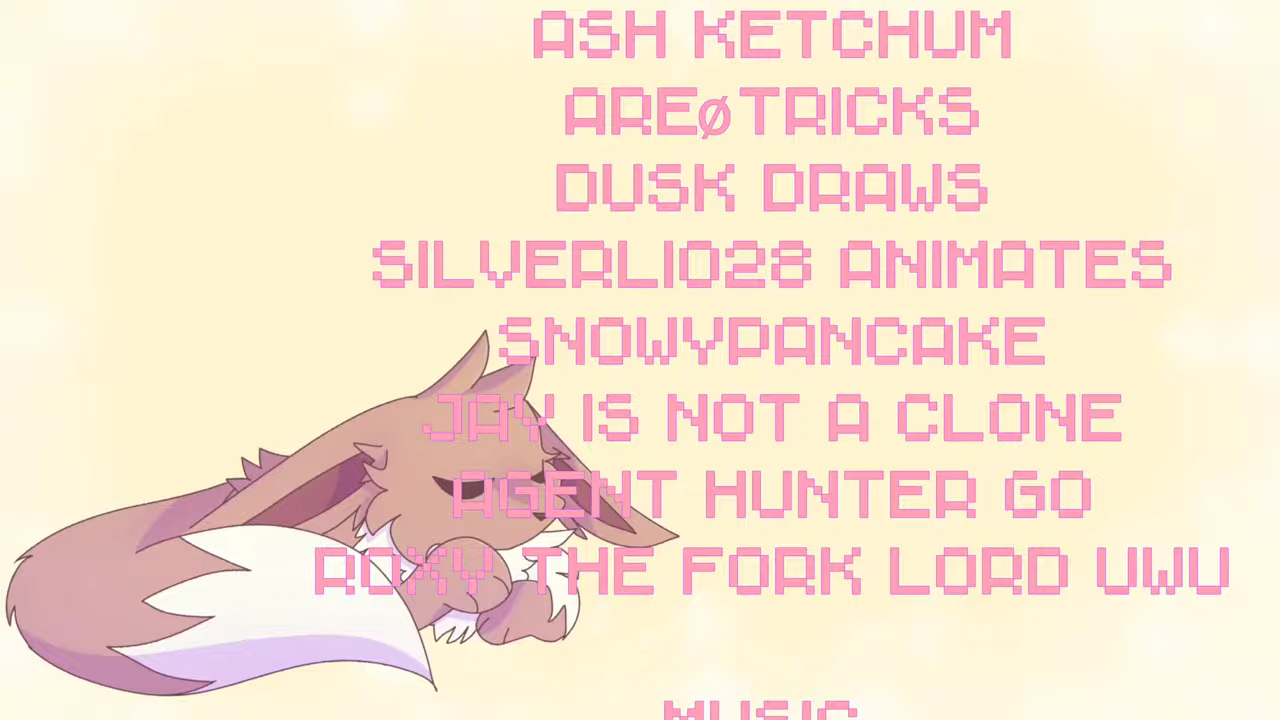 ASH KETCHUM
AREØTRICKS
DUSK DRAWS
SILVERLI028 ANIMATES
SNOWYPANCAKE
JAY IS NOT A CLONE
AGENT HUNTER GO
ROXY THE FORK LORD UWU
MUSIC